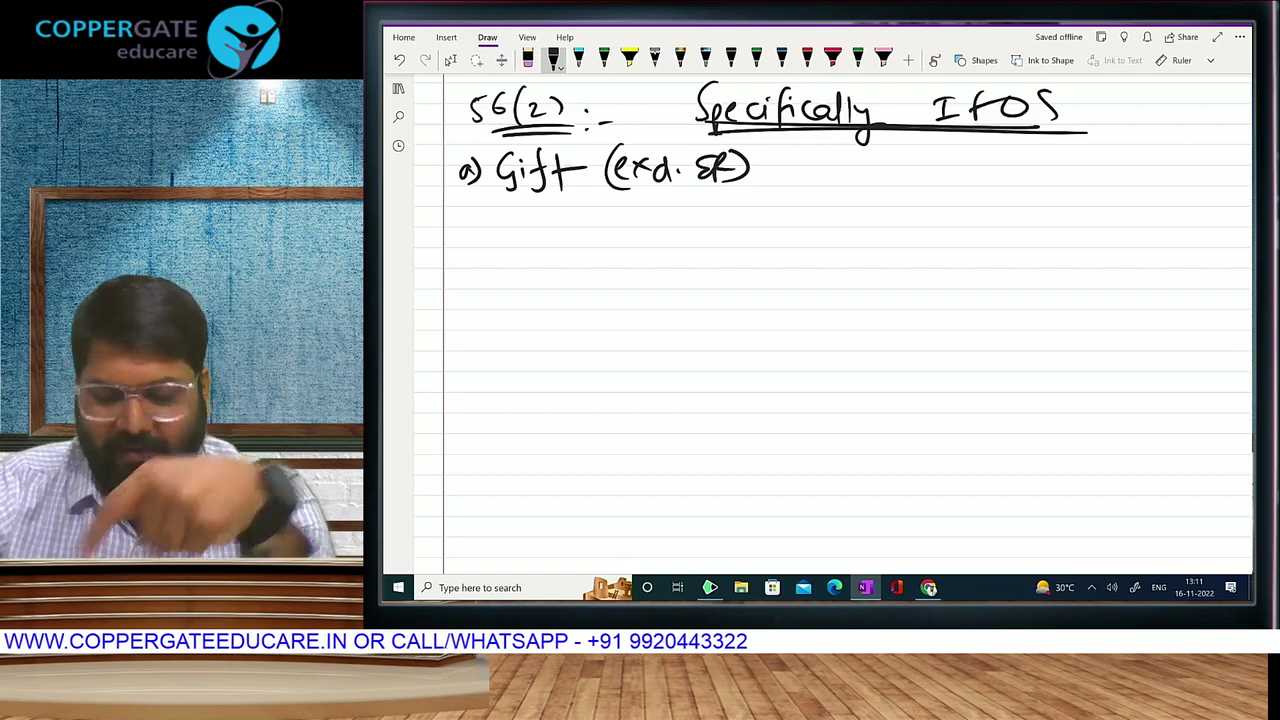 COPPERGATE
educare
Home Insert Draw View Help
Saved offline Share
Shapes Ink to Shape Ink to Text Ruler
56(2) :- Specifically IFOS
a) Gift (exd.
Type here to search
30°C ENG 13:11 16-11-2022
WWW.COPPERGATEEDUCARE.IN OR CALL/WHATSAPP - +91 9920443322